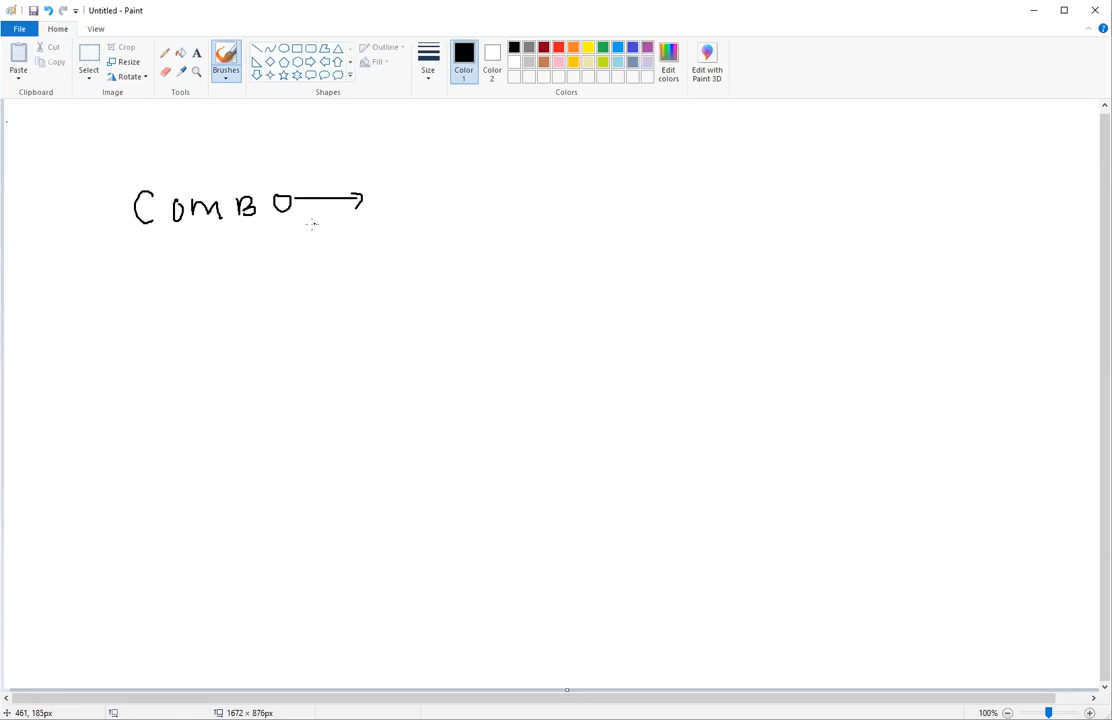 Untitled - Paint
File Home View
Paste
Cut
Copy
Clipboard
Select
Crop
Resize
Rotate
Image
A
Tools
Brushes
Shapes
Outline
Fill
Size
Color 1
Color 2
Edit colors
Colors
Edit with Paint 3D
ComBO→
461, 185px
1672 × 876px
100%